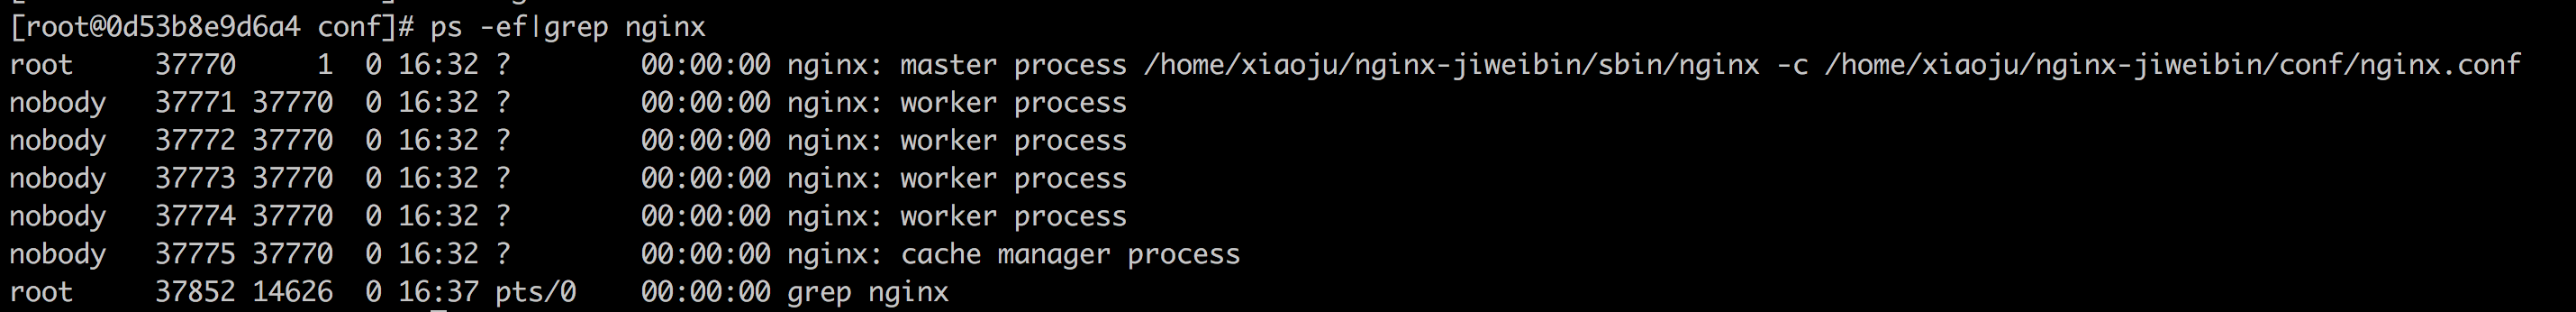 [root@0d53b8e9d6a4 conf]# ps -ef|grep nginx
root     37770     1  0 16:32 ?        00:00:00 nginx: master process /home/xiaoju/nginx-jiweibin/sbin/nginx -c /home/xiaoju/nginx-jiweibin/conf/nginx.conf
nobody   37771 37770  0 16:32 ?        00:00:00 nginx: worker process
nobody   37772 37770  0 16:32 ?        00:00:00 nginx: worker process
nobody   37773 37770  0 16:32 ?        00:00:00 nginx: worker process
nobody   37774 37770  0 16:32 ?        00:00:00 nginx: worker process
nobody   37775 37770  0 16:32 ?        00:00:00 nginx: cache manager process
root     37852 14626  0 16:37 pts/0    00:00:00 grep nginx